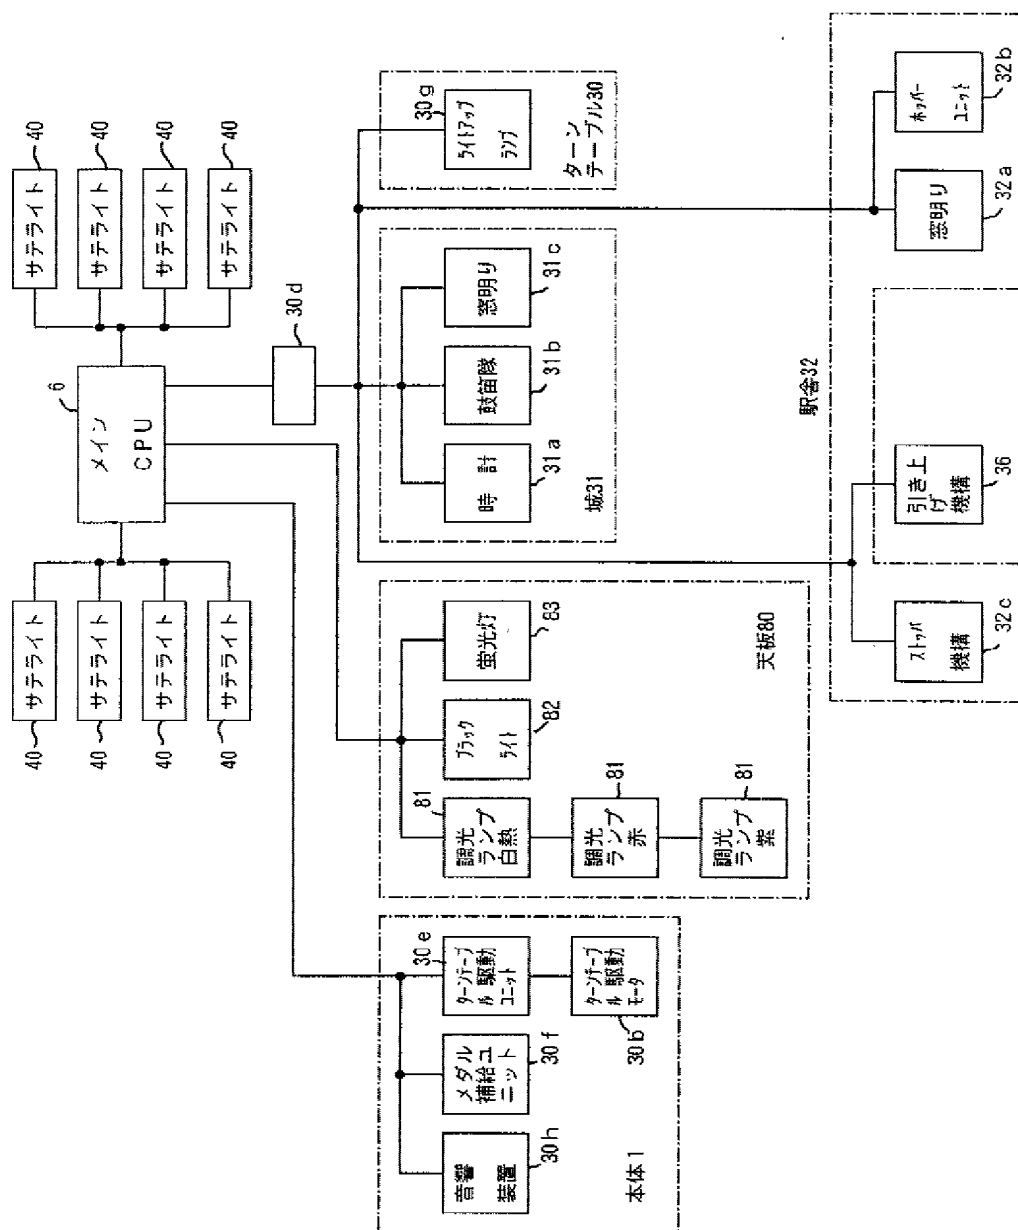 サテライト
40
サテライト
40
サテライト
40
サテライト
40
6
メイン
CPU
サテライト
40
サテライト
40
サテライト
40
サテライト
40
30d
音響
装置
30h
メダル
補給ユ
ニット
30f
ターンテーブ
ル駆動
ユニット
30e
ターンテーブ
ル駆動
モータ
30b
本体1
調光
ランプ
白熱
81
調光
ランプ
赤
81
調光
ランプ
紫
81
ブラック
ライト
82
蛍光灯
83
天板80
時計
31a
鼓笛隊
31b
窓明り
31c
城31
ライトアップ
ランプ
30g
ターン
テーブル30
駅舎32
ストッパ
機構
32c
引き上
げ
機構
36
窓明り
32a
ホッパー
ユニット
32b